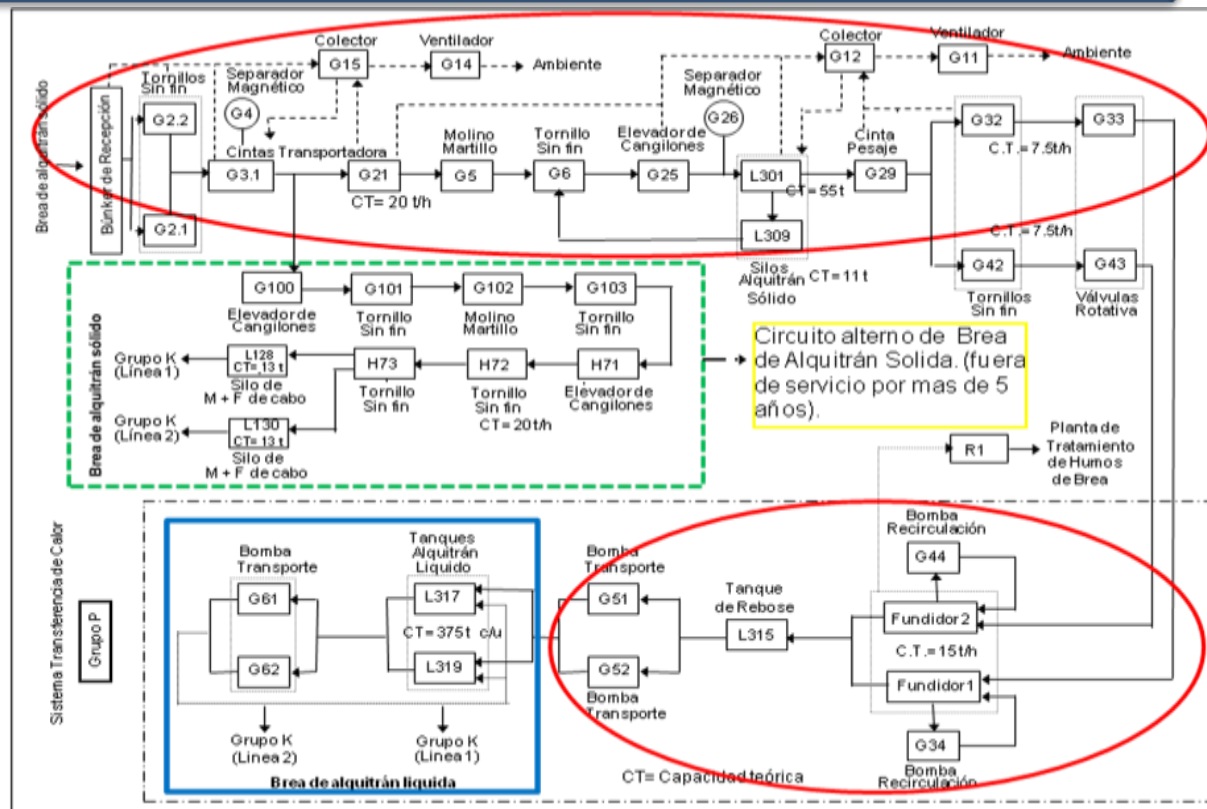 Colector
G15
Ventilador
G14
Ambiente
Colector
G12
Ventilador
G11
Ambiente
Brea de alquitrán sólido
Búnker de Recepción
Tornillos
Sin fin
G2.2
G2.1
Separador
Magnético
G4
Cintas Transportadora
G3.1
G21
CT= 20 t/h
Molino
Martillo
G5
Tornillo
Sin fin
G6
Elevador de
Cangilones
G25
Separador
Magnético
G26
L301
CT= 55 t
L309
Silos
Alquitrán
Sólido
CT= 11 t
Cinta
Pesaje
G29
G32
C.T.= 7.5t/h
G33
C.T.= 7.5t/h
G42
Tornillos
Sin fin
G43
Válvulas
Rotativa
Brea de alquitrán sólido
G100
Elevador de
Cangilones
G101
Tornillo
Sin fin
G102
Molino
Martillo
G103
Tornillo
Sin fin
H71
Elevador de
Cangilones
H72
Tornillo
Sin fin
CT= 20t/h
H73
Tornillo
Sin fin
L128
CT= 13 t
Silo de
M + F de cabo
Grupo K
(Línea 1)
L130
CT= 13 t
Silo de
M + F de cabo
Grupo K
(Línea 2)
Circuito alterno de Brea
de Alquitrán Solida. (fuera
de servicio por mas de 5
años).
R1
Planta de
Tratamiento
de Humos
de Brea
Sistema Transferencia de Calor
Grupo P
Bomba
Transporte
G61
G62
Tanques
Alquitrán
Liquido
L317
CT= 375t c/u
L319
Grupo K
(Linea 2)
Grupo K
(Linea 1)
Brea de alquitrán liquida
Bomba
Transporte
G51
G52
Bomba
Transporte
Tanque
de Rebose
L315
Bomba
Recirculación
G44
Fundidor2
C.T.= 15t/h
Fundidor1
G34
Bomba
Recirculación
CT= Capacidad teórica